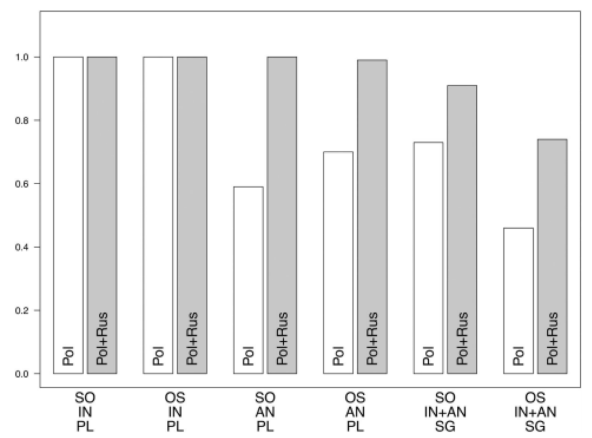 1.0
0.8
0.6
0.4
0.2
0.0
Pol
Pol+Rus
Pol
Pol+Rus
Pol
Pol+Rus
Pol
Pol+Rus
Pol
Pol+Rus
Pol
Pol+Rus
SO OS SO OS SO OS
IN IN AN AN IN+AN IN+AN
PL PL PL PL SG SG